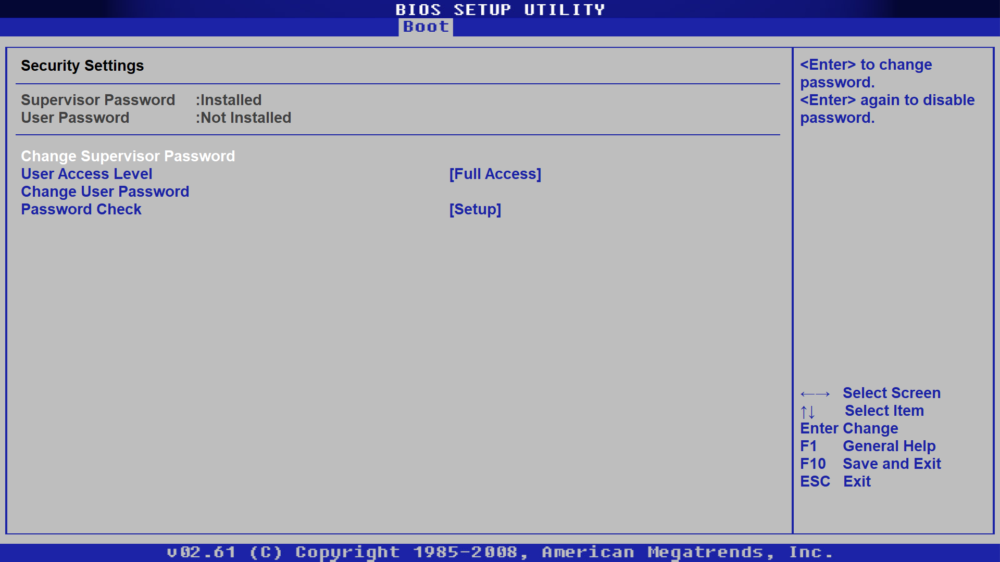 BIOS SETUP UTILITY
Boot
Security Settings
Supervisor Password :Installed
User Password :Not Installed
Change Supervisor Password
User Access Level [Full Access]
Change User Password
Password Check [Setup]
<Enter> to change
password.
<Enter> again to disable
password.
←→ Select Screen
↑↓ Select Item
Enter Change
F1 General Help
F10 Save and Exit
ESC Exit
v02.61 (C) Copyright 1985-2008, American Megatrends, Inc.